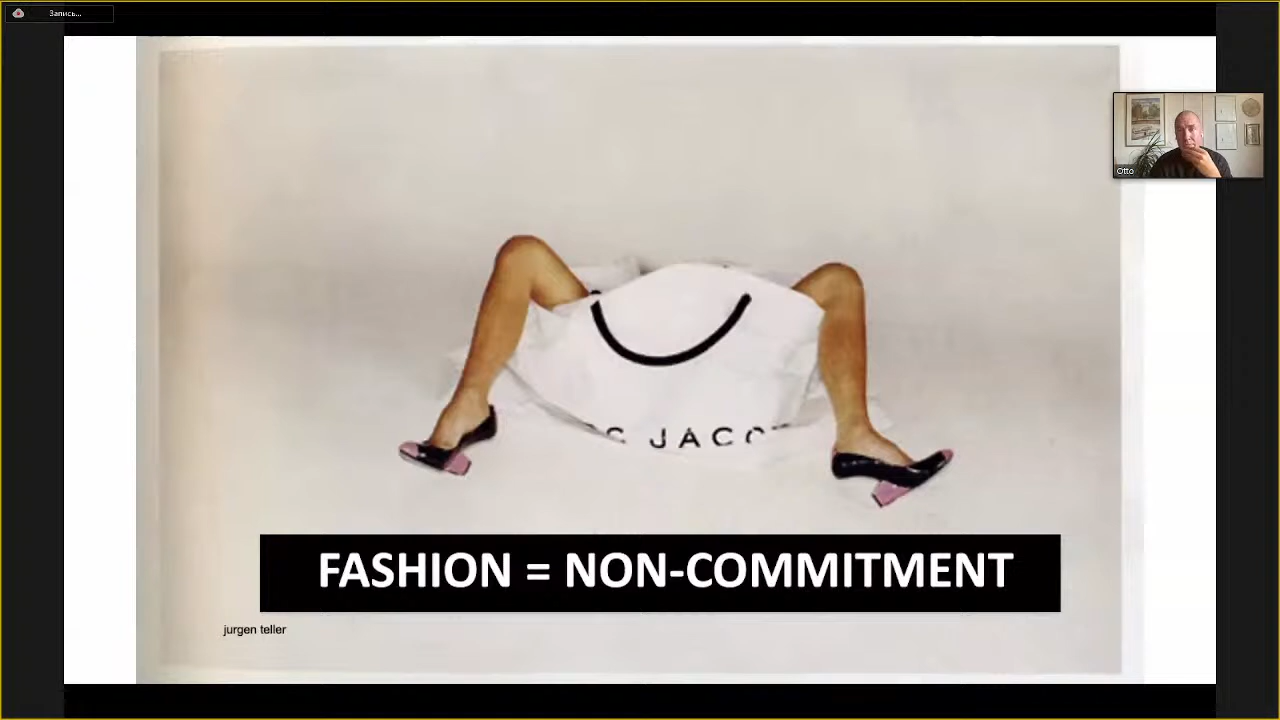 Запись...
Otto
JACO
FASHION = NON-COMMITMENT
jurgen teller